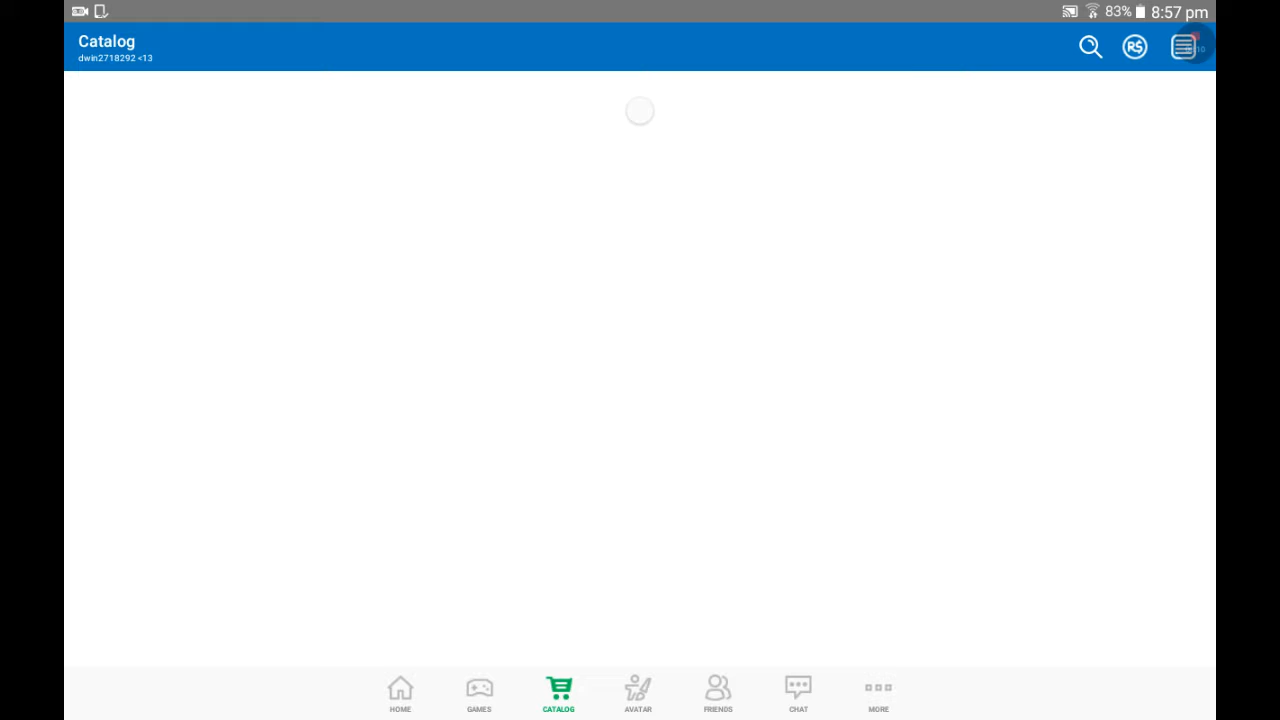 83% 8:57 pm
Catalog
dwin2718292 <13
R$
HOME GAMES CATALOG AVATAR FRIENDS CHAT MORE